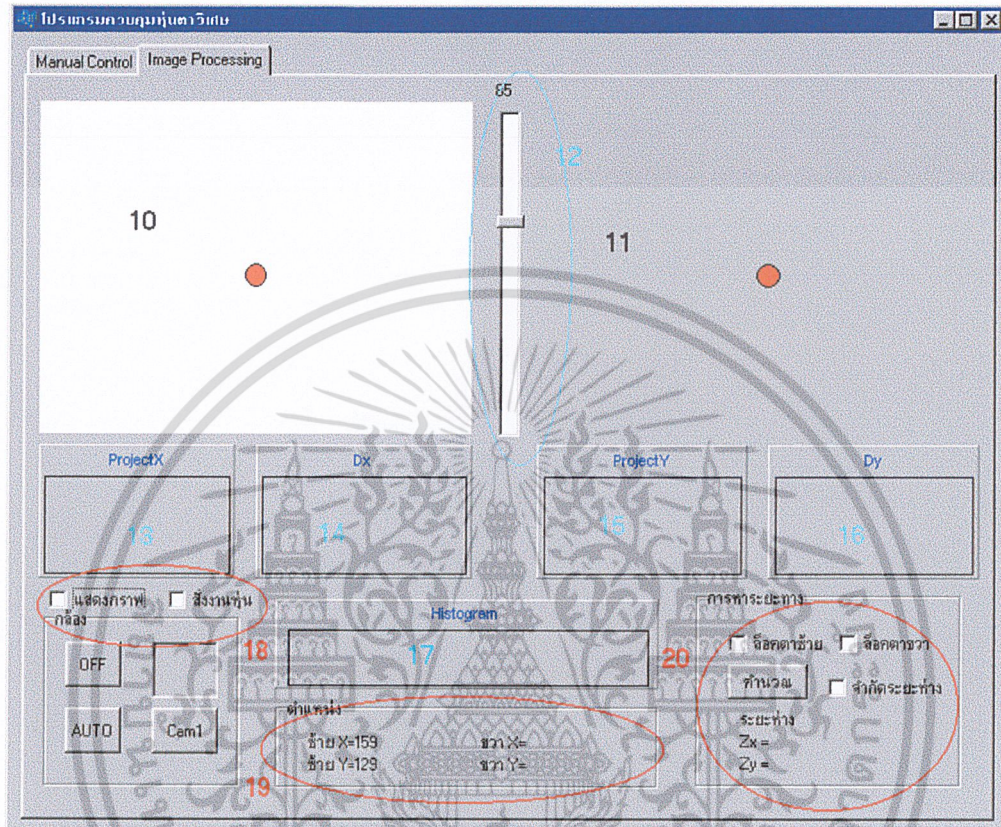 โปรแกรมควบคุมหุ่นตาวิเศษ
Manual Control Image Processing
85
12
10
11
ProjectX Dx ProjectY Dy
13 14 15 16
แสดงกราฟ สั่งงานหุ่น
กล้อง
OFF
AUTO Cam1
18
Histogram
17
ตำแหน่ง
ซ้าย X=159 ขวา X=
ซ้าย Y=129 ขวา Y=
19
20
การหาระยะทาง
ล็อคตาซ้าย ล็อคตาขวา
คำนวณ จำกัดระยะห่าง
ระยะห่าง
Zx =
Zy =